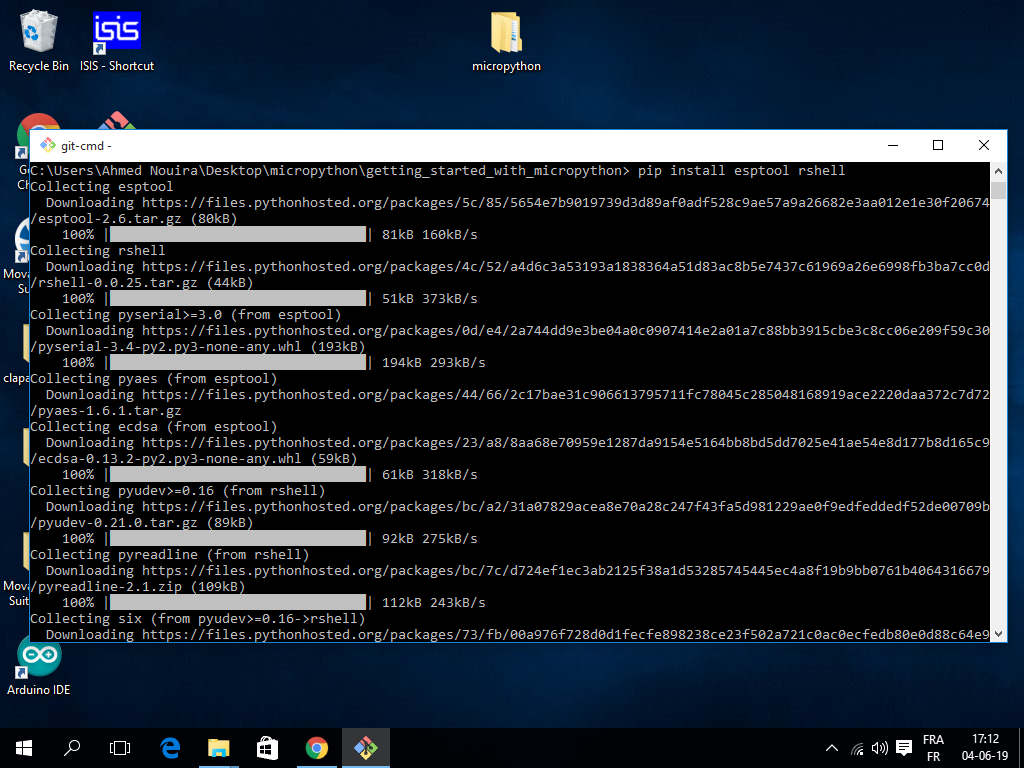 ISIS
Recycle Bin
ISIS - Shortcut
micropython
git-cmd -
C:\Users\Ahmed Nouira\Desktop\micropython\getting_started_with_micropython> pip install esptool rshell
Collecting esptool
Downloading https://files.pythonhosted.org/packages/5c/85/5654e7b9019739d3d89af0adf528c9ae57a9a26682e3aa012e1e30f20674
/esptool-2.6.tar.gz (80kB)
100% | | 81kB 160kB/s
Collecting rshell
Downloading https://files.pythonhosted.org/packages/4c/52/a4d6c3a53193a1838364a51d83ac8b5e7437c61969a26e6998fb3ba7cc0d
/rshell-0.0.25.tar.gz (44kB)
100% | | 51kB 373kB/s
Collecting pyserial>=3.0 (from esptool)
Downloading https://files.pythonhosted.org/packages/0d/e4/2a744dd9e3be04a0c0907414e2a01a7c88bb3915cbe3c8cc06e209f59c30
/pyserial-3.4-py2.py3-none-any.whl (193kB)
100% | | 194kB 293kB/s
Collecting pyaes (from esptool)
Downloading https://files.pythonhosted.org/packages/44/66/2c17bae31c906613795711fc78045c285048168919ace2220daa372c7d72
/pyaes-1.6.1.tar.gz
Collecting ecdsa (from esptool)
Downloading https://files.pythonhosted.org/packages/23/a8/8aa68e70959e1287da9154e5164bb8bd5dd7025e41ae54e8d177b8d165c9
/ecdsa-0.13.2-py2.py3-none-any.whl (59kB)
100% | | 61kB 318kB/s
Collecting pyudev>=0.16 (from rshell)
Downloading https://files.pythonhosted.org/packages/bc/a2/31a07829acea8e70a28c247f43fa5d981229ae0f9edfeddedf52de00709b
/pyudev-0.21.0.tar.gz (89kB)
100% | | 92kB 275kB/s
Collecting pyreadline (from rshell)
Downloading https://files.pythonhosted.org/packages/bc/7c/d724ef1ec3ab2125f38a1d53285745445ec4a8f19b9bb0761b4064316679
/pyreadline-2.1.zip (109kB)
100% | | 112kB 243kB/s
Collecting six (from pyudev>=0.16->rshell)
Downloading https://files.pythonhosted.org/packages/73/fb/00a976f728d0d1fecfe898238ce23f502a721c0ac0ecfedb80e0d88c64e9
Arduino IDE
FRA
FR
17:12
04-06-19